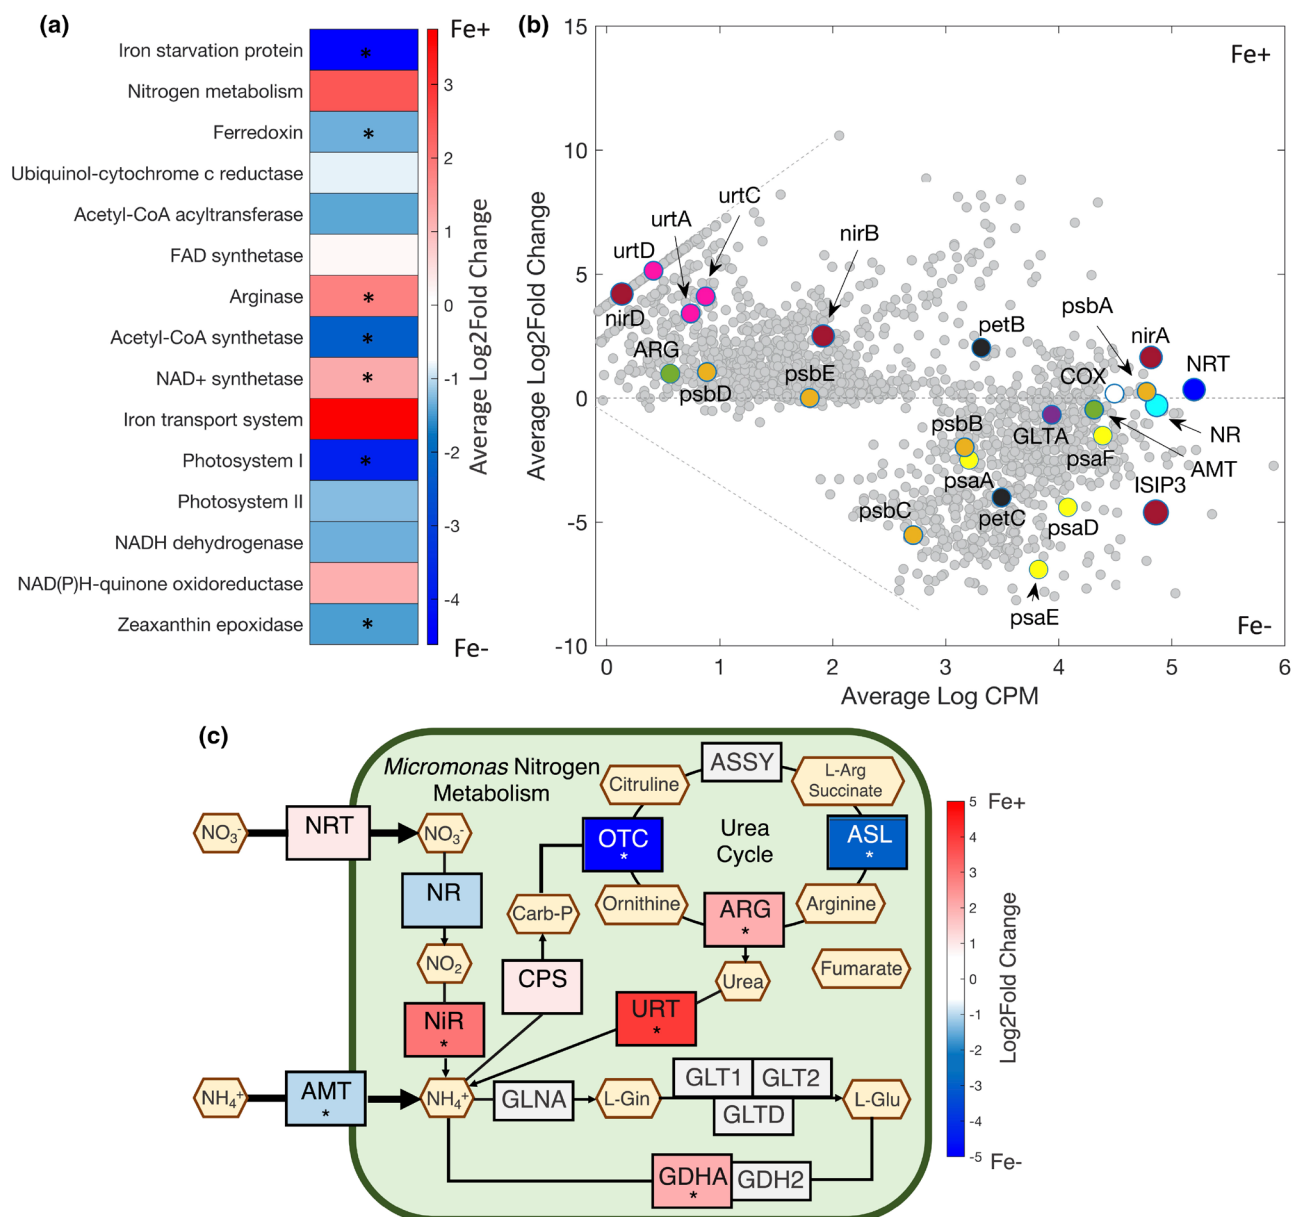 (a)
Fe+
Iron starvation protein
*
Nitrogen metabolism
Ferredoxin
*
Ubiquinol-cytochrome c reductase
Acetyl-CoA acyltransferase
FAD synthetase
Arginase
*
Acetyl-CoA synthetase
*
NAD+ synthetase
*
Iron transport system
Photosystem I
*
Photosystem II
NADH dehydrogenase
NAD(P)H-quinone oxidoreductase
Zeaxanthin epoxidase
*
3
2
1
0
-1
-2
-3
-4
Fe-
Average Log2Fold Change
(b)
15
10
5
0
-5
-10
Average Log2Fold Change
Fe+
urtC
urtA
urtD
nirB
nirD
ARG
psbD
psbE
petB
psbA
nirA
NRT
COX
GLTA
psbB
psaA
psaF
NR
AMT
ISIP3
psbC
petC
psaD
psaE
Fe-
0
1
2
3
4
5
6
Average Log CPM
(c)
Micromonas Nitrogen
Metabolism
NO3-
NRT
NO3-
NR
NO2
NiR
*
NH4+
AMT
*
NH4+
Citruline
ASSY
L-Arg
Succinate
OTC
*
Urea
Cycle
ASL
*
Carb-P
Ornithine
ARG
*
Arginine
CPS
Urea
Fumarate
URT
*
GLNA
L-Gin
GLT1
GLT2
GLTD
L-Glu
GDHA
*
GDH2
5
4
3
2
1
0
-1
-2
-3
-4
-5
Fe+
Fe-
Log2Fold Change